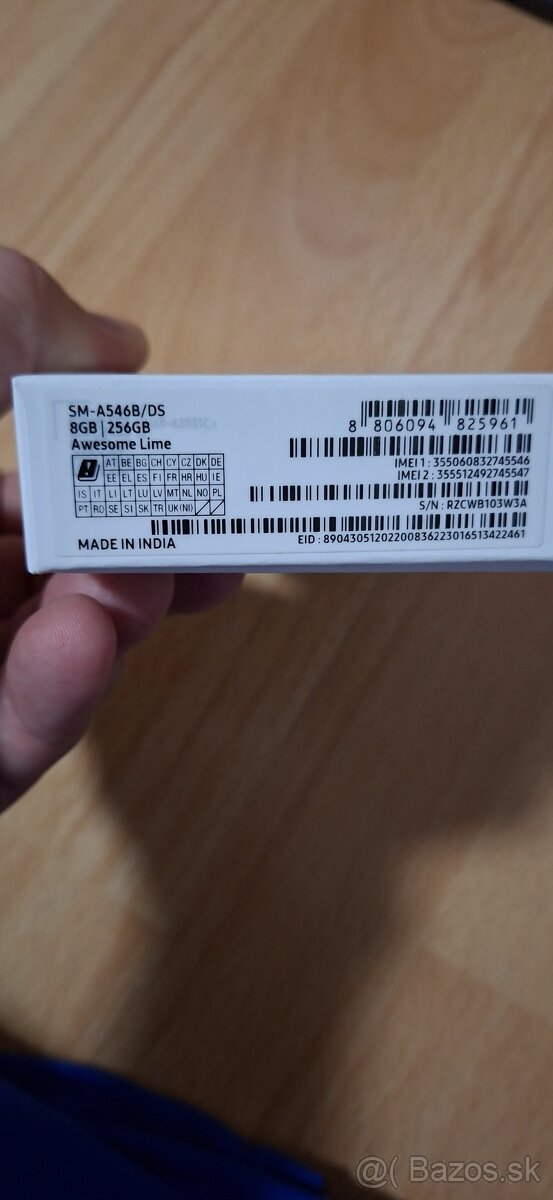 SM-A546B/DS
8GB | 256GB
Awesome Lime
AT BE BG CH CY CZ DK DE
EE EL ES FI FR HR HU IE
IS IT LI LT LU LV MT NL NO PL
PT RO SE SI SK TR UK(NI)
MADE IN INDIA
8 806094 825961
IMEI 1 : 355060832745546
IMEI 2 : 355512492745547
S/N : RZCWB103W3A
EID : 89043051202200836223016513422461
@( Bazos.sk